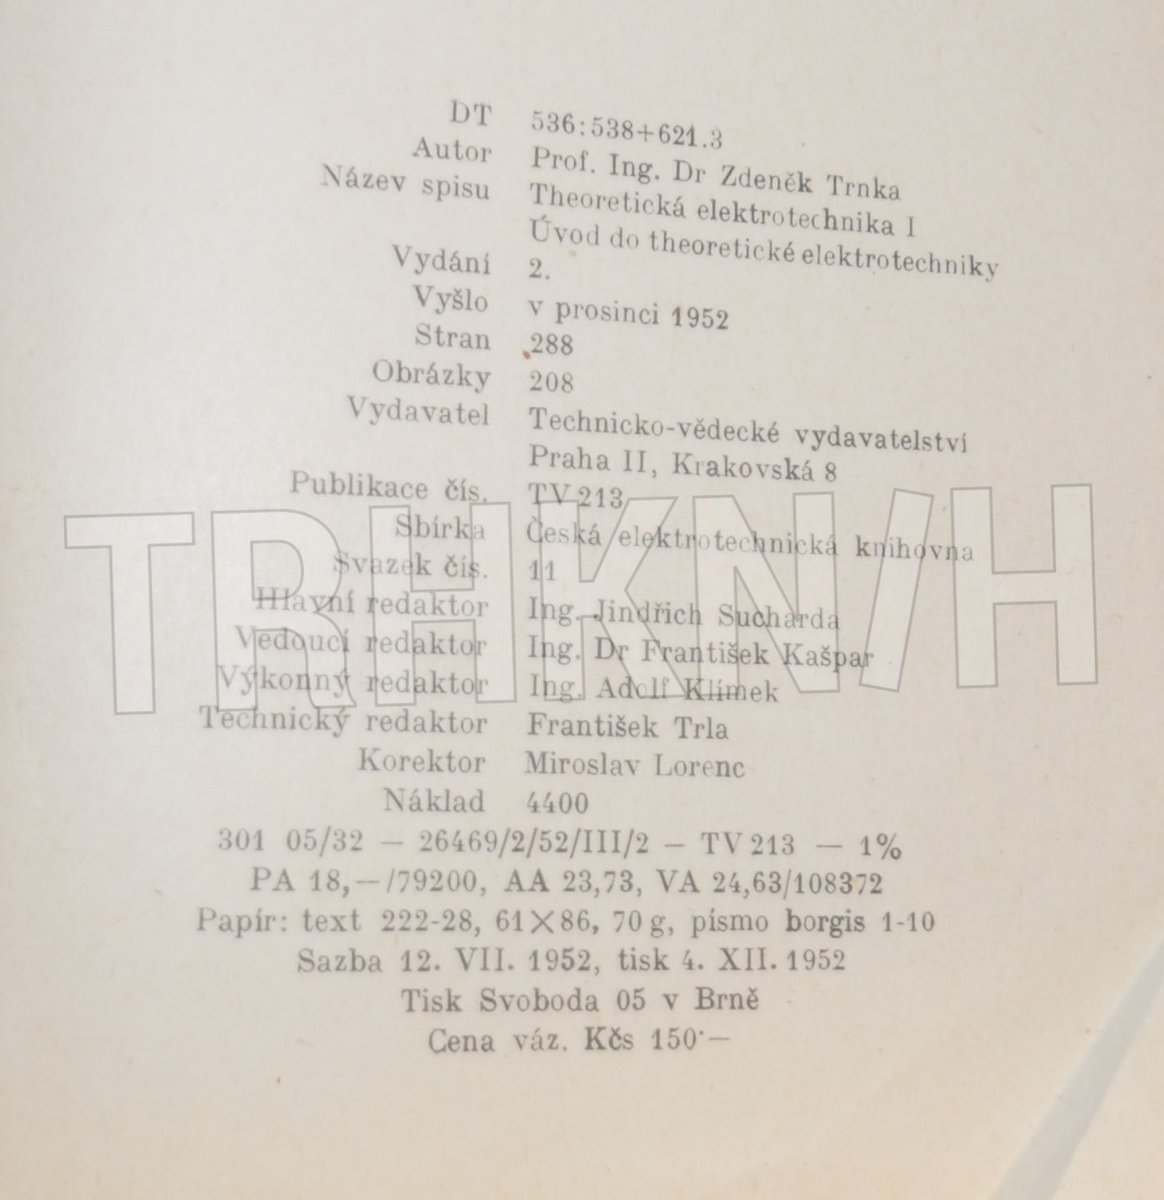 DT 536:538+621.3
Autor Prof. Ing. Dr Zdeněk Trnka
Název spisu Theoretická elektrotechnika I
Úvod do theoretické elektrotechniky
Vydání 2.
Vyšlo v prosinci 1952
Stran 288
Obrázky 208
Vydavatel Technicko-vědecké vydavatelství
Praha II, Krakovská 8
Publikace čís. TV 213
Sbírka Česká elektrotechnická knihovna
Svazek čís. 11
Hlavní redaktor Ing. Jindřich Sucharda
Vedoucí redaktor Ing. Dr František Kašpar
Výkonný redaktor Ing. Adolf Klímek
Technický redaktor František Trla
Korektor Miroslav Lorenc
Náklad 4400
301 05/32 — 26469/2/52/III/2 — TV 213 — 1%
PA 18,—/79200, AA 23,73, VA 24,63/108372
Papír: text 222-28, 61×86, 70 g, písmo borgis 1-10
Sazba 12. VII. 1952, tisk 4. XII. 1952
Tisk Svoboda 05 v Brně
Cena váz. Kčs 150·—